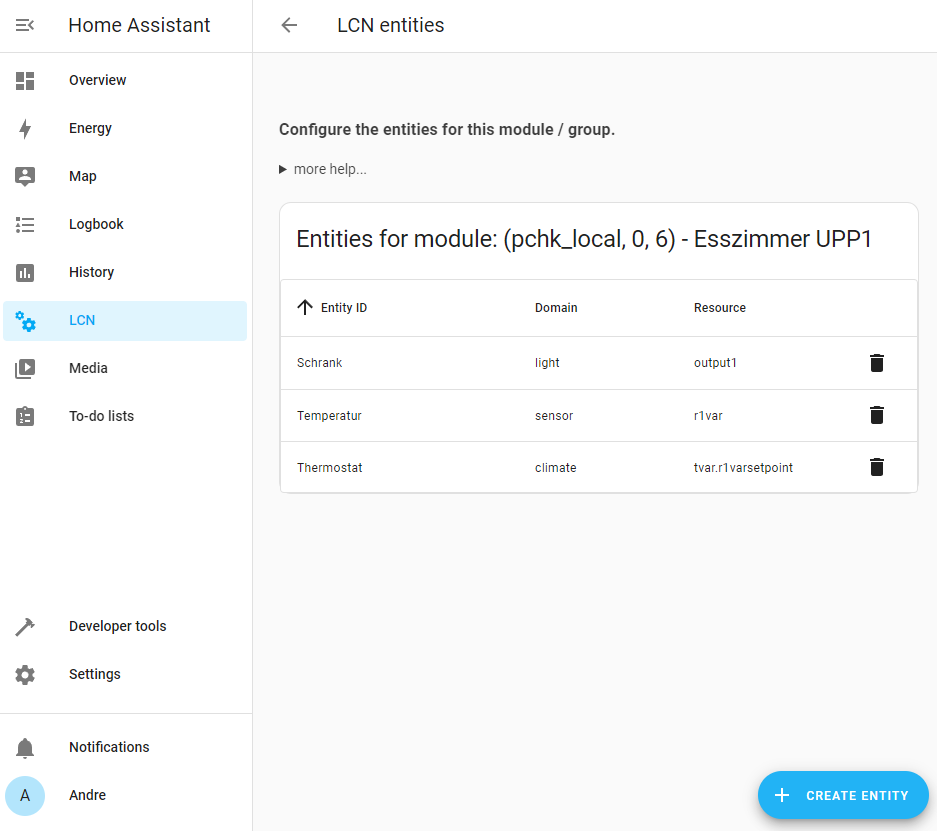 Home Assistant
LCN entities
Overview
Energy
Map
Logbook
History
LCN
Media
To-do lists
Developer tools
Settings
Notifications
A
Andre
Configure the entities for this module / group.
more help...
Entities for module: (pchk_local, 0, 6) - Esszimmer UPP1
Entity ID Domain Resource
Schrank light output1
Temperatur sensor r1var
Thermostat climate tvar.r1varsetpoint
CREATE ENTITY